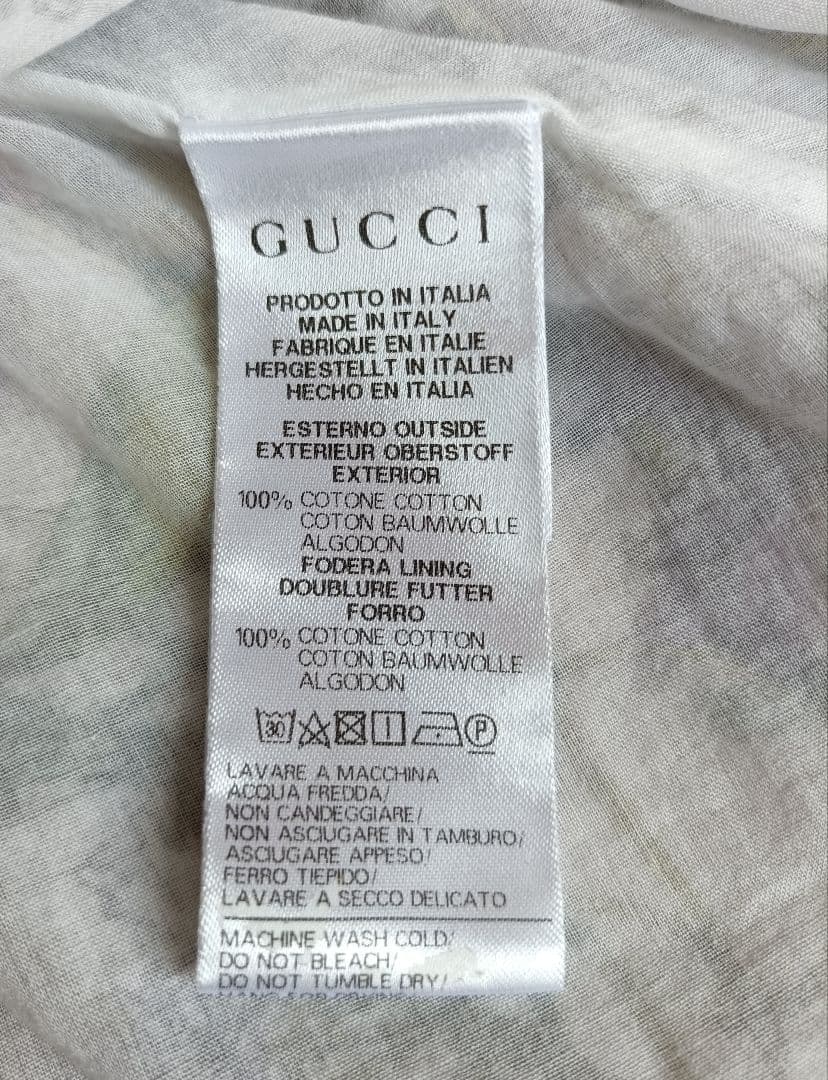 GUCCI
PRODOTTO IN ITALIA
MADE IN ITALY
FABRIQUE EN ITALIE
HERGESTELLT IN ITALIEN
HECHO EN ITALIA
ESTERNO OUTSIDE
EXTERIEUR OBERSTOFF
EXTERIOR
100% COTONE COTTON
COTON BAUMWOLLE
ALGODON
FODERA LINING
DOUBLURE FUTTER
FORRO
100% COTONE COTTON
COTON BAUMWOLLE
ALGODON
30 P
LAVARE A MACCHINA
ACQUA FREDDA/
NON CANDEGGIARE/
NON ASCIUGARE IN TAMBURO/
ASCIUGARE APPESO/
FERRO TIEPIDO/
LAVARE A SECCO DELICATO
MACHINE WASH COLD/
DO NOT BLEACH/
DO NOT TUMBLE DRY/